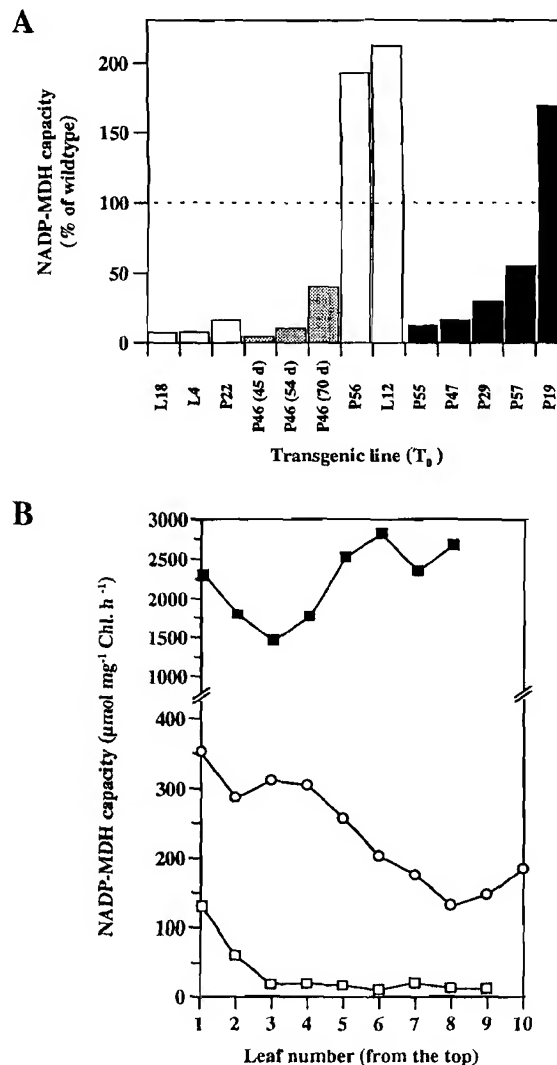 A
NADP-MDH capacity
(% of wildtype)
200
150
100
50
0
L18
L4
P22
P46 (45 d)
P46 (54 d)
P46 (70 d)
P56
L12
P55
P47
P29
P57
P19
Transgenic line (T0)
B
NADP-MDH capacity (μmol mg-1 Chl. h-1)
3000
2500
2000
1500
1000
400
300
200
100
0
1 2 3 4 5 6 7 8 9 10
Leaf number (from the top)